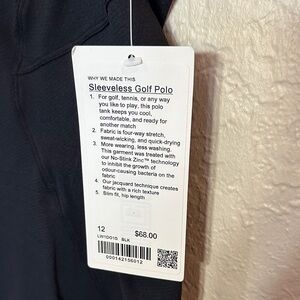 WHY WE MADE THIS
Sleeveless Golf Polo
1. For golf, tennis, or any way
you like to play, this polo
tank keeps you cool,
comfortable, and ready for
another match
2. Fabric is four-way stretch,
sweat-wicking, and quick-drying
3. More wearing, less washing.
This garment was treated with
our No-Stink Zinc™ technology
to inhibit the growth of
odour-causing bacteria on the
fabric
4. Our jacquard technique creates
fabric with a rich texture
5. Slim fit, hip length
12
$68.00
BLK
000142156012